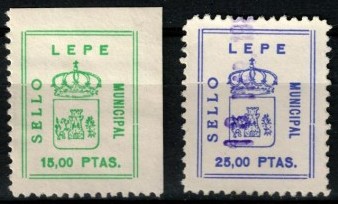 LEPE
SELLO
MUNICIPAL
15,00 PTAS.
LEPE
SELLO
MUNICIPAL
25,00 PTAS.